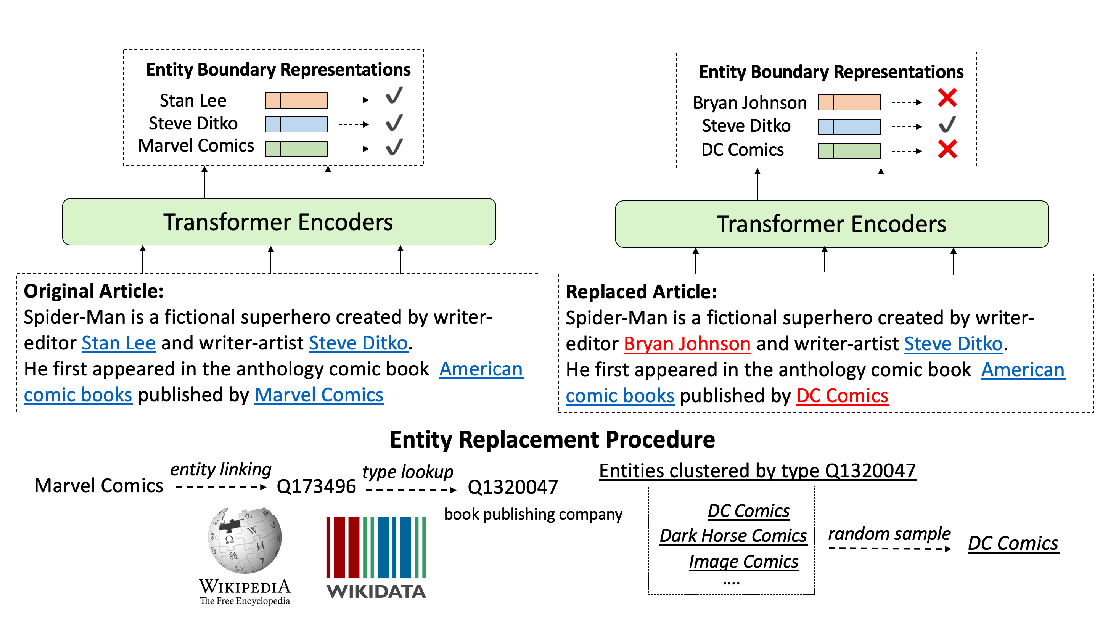 Entity Boundary Representations
Stan Lee
Steve Ditko
Marvel Comics
Transformer Encoders
Original Article:
Spider-Man is a fictional superhero created by writer-
editor Stan Lee and writer-artist Steve Ditko.
He first appeared in the anthology comic book American
comic books published by Marvel Comics
Entity Boundary Representations
Bryan Johnson
Steve Ditko
DC Comics
Transformer Encoders
Replaced Article:
Spider-Man is a fictional superhero created by writer-
editor Bryan Johnson and writer-artist Steve Ditko.
He first appeared in the anthology comic book American
comic books published by DC Comics
Entity Replacement Procedure
Marvel Comics
entity linking
Q173496
type lookup
Q1320047
book publishing company
WIKIPEDIA
The Free Encyclopedia
WIKIDATA
Entities clustered by type Q1320047
DC Comics
Dark Horse Comics
Image Comics
....
random sample
DC Comics